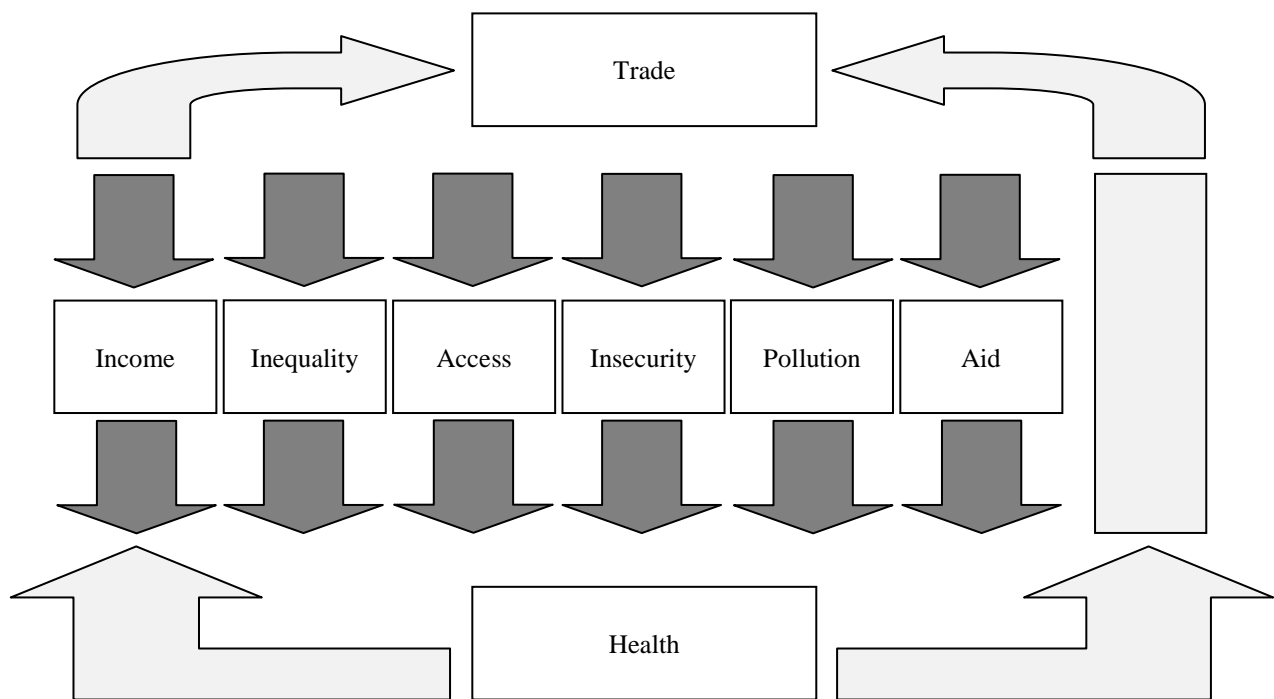 Trade
Income
Inequality
Access
Insecurity
Pollution
Aid
Health